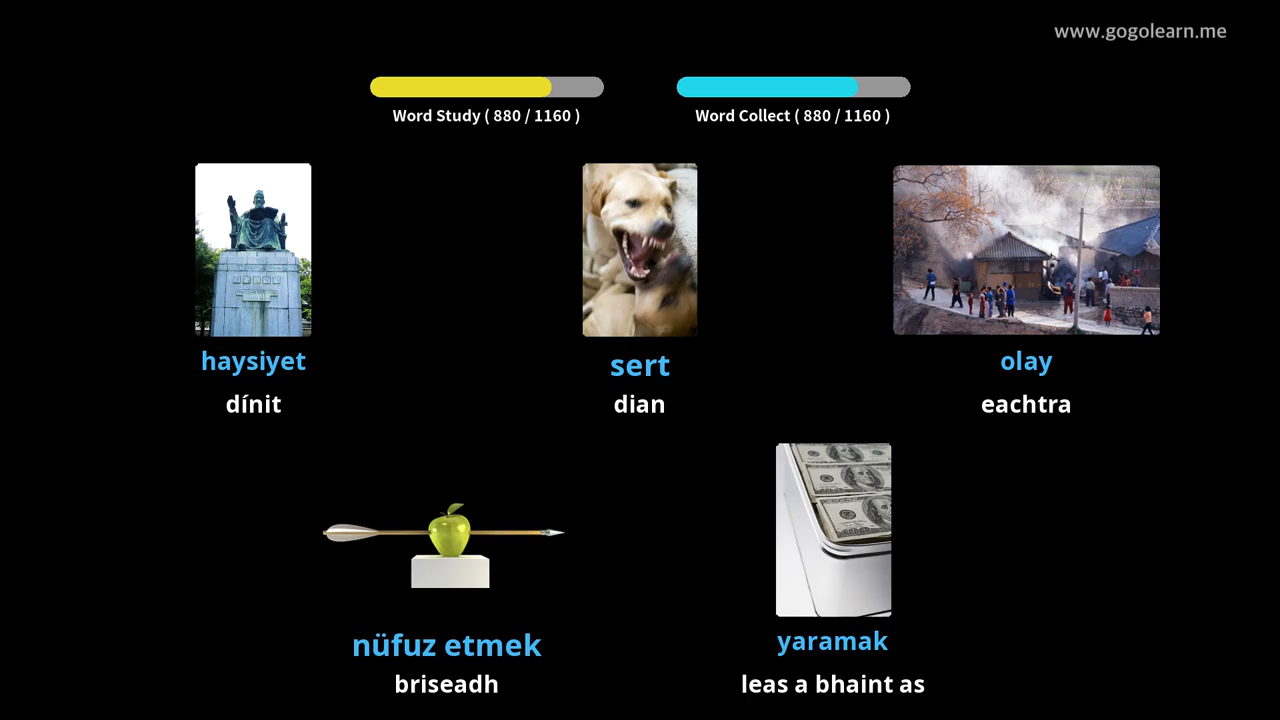 www.gogolearn.me
Word Study ( 880 / 1160 )
Word Collect ( 880 / 1160 )
haysiyet
dínit
sert
dian
olay
eachtra
nüfuz etmek
briseadh
yaramak
leas a bhaint as